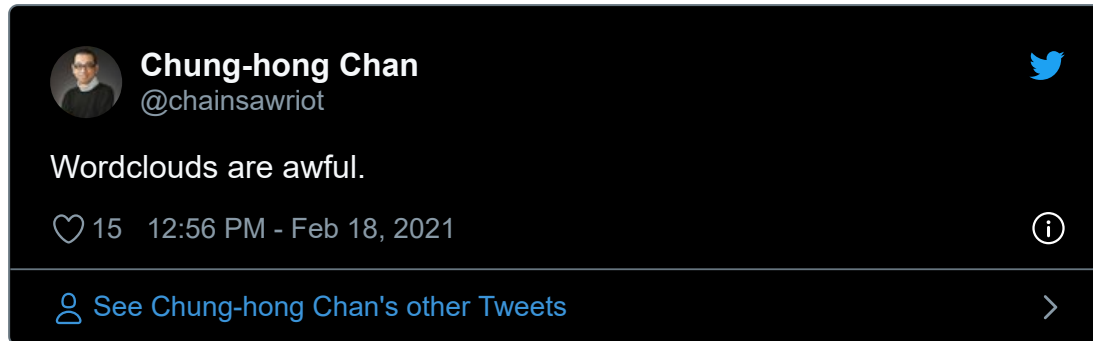 Chung-hong Chan
@chainsawriot
Wordclouds are awful.
15 12:56 PM - Feb 18, 2021
See Chung-hong Chan's other Tweets